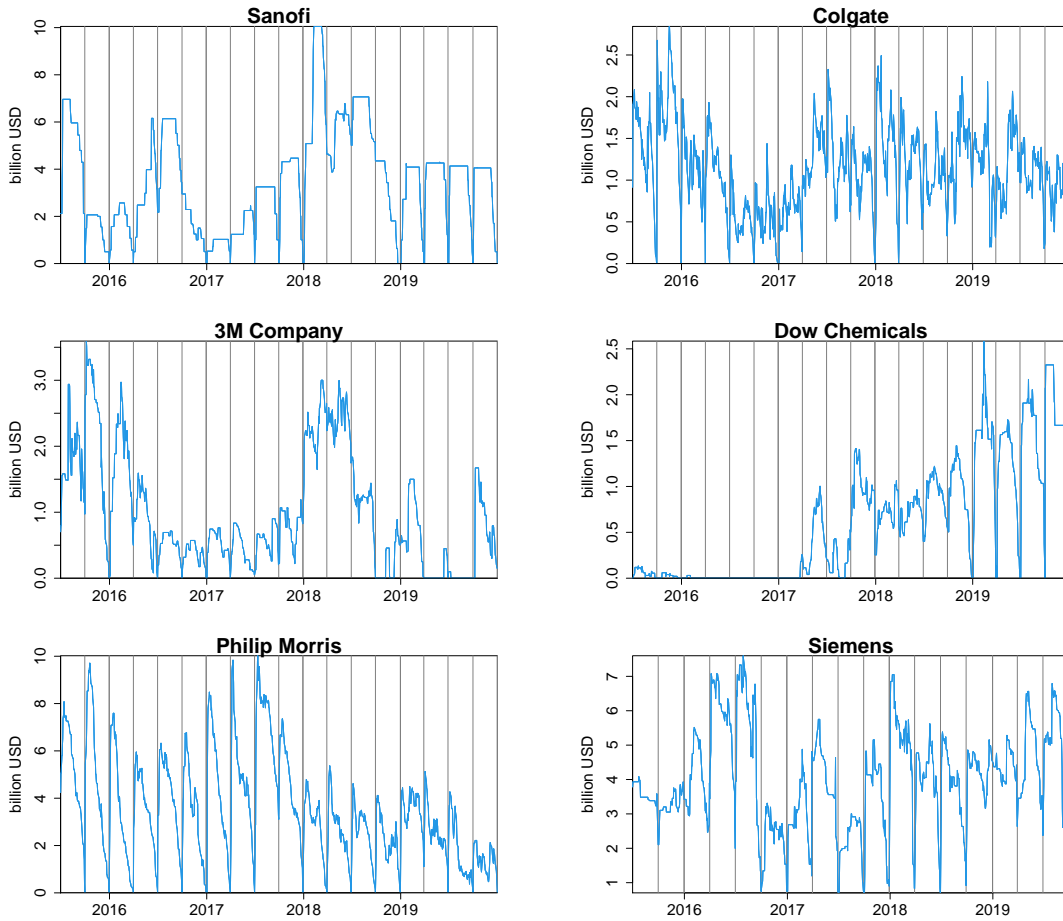 Sanofi
billion USD
0 2 4 6 8 10
2016 2017 2018 2019
Colgate
billion USD
0.0 0.5 1.0 1.5 2.0 2.5
2016 2017 2018 2019
3M Company
billion USD
0.0 1.0 2.0 3.0
2016 2017 2018 2019
Dow Chemicals
billion USD
0.0 0.5 1.0 1.5 2.0 2.5
2016 2017 2018 2019
Philip Morris
billion USD
0 2 4 6 8 10
2016 2017 2018 2019
Siemens
billion USD
1 2 3 4 5 6 7
2016 2017 2018 2019